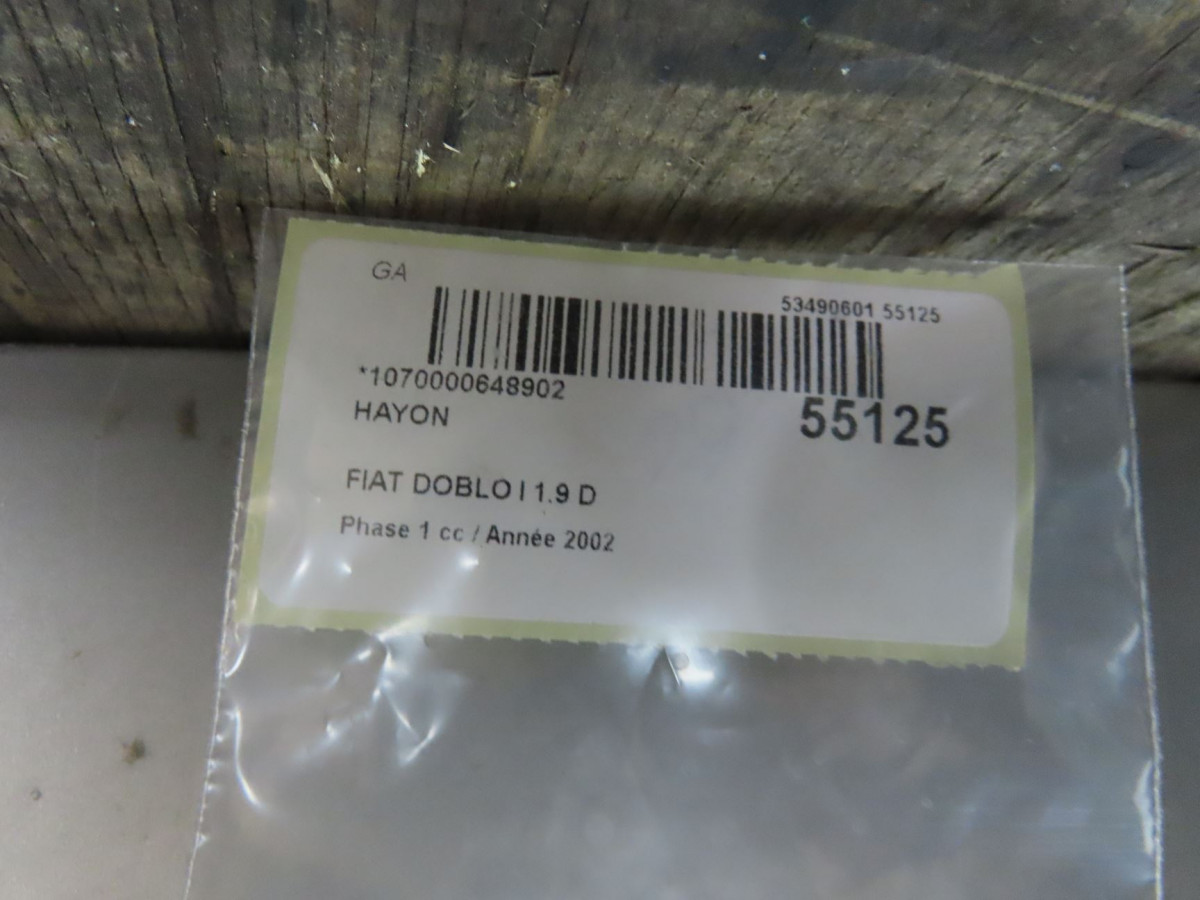 GA
53490601 55125
*1070000648902
55125
HAYON
FIAT DOBLO I 1.9 D
Phase 1 cc / Année 2002